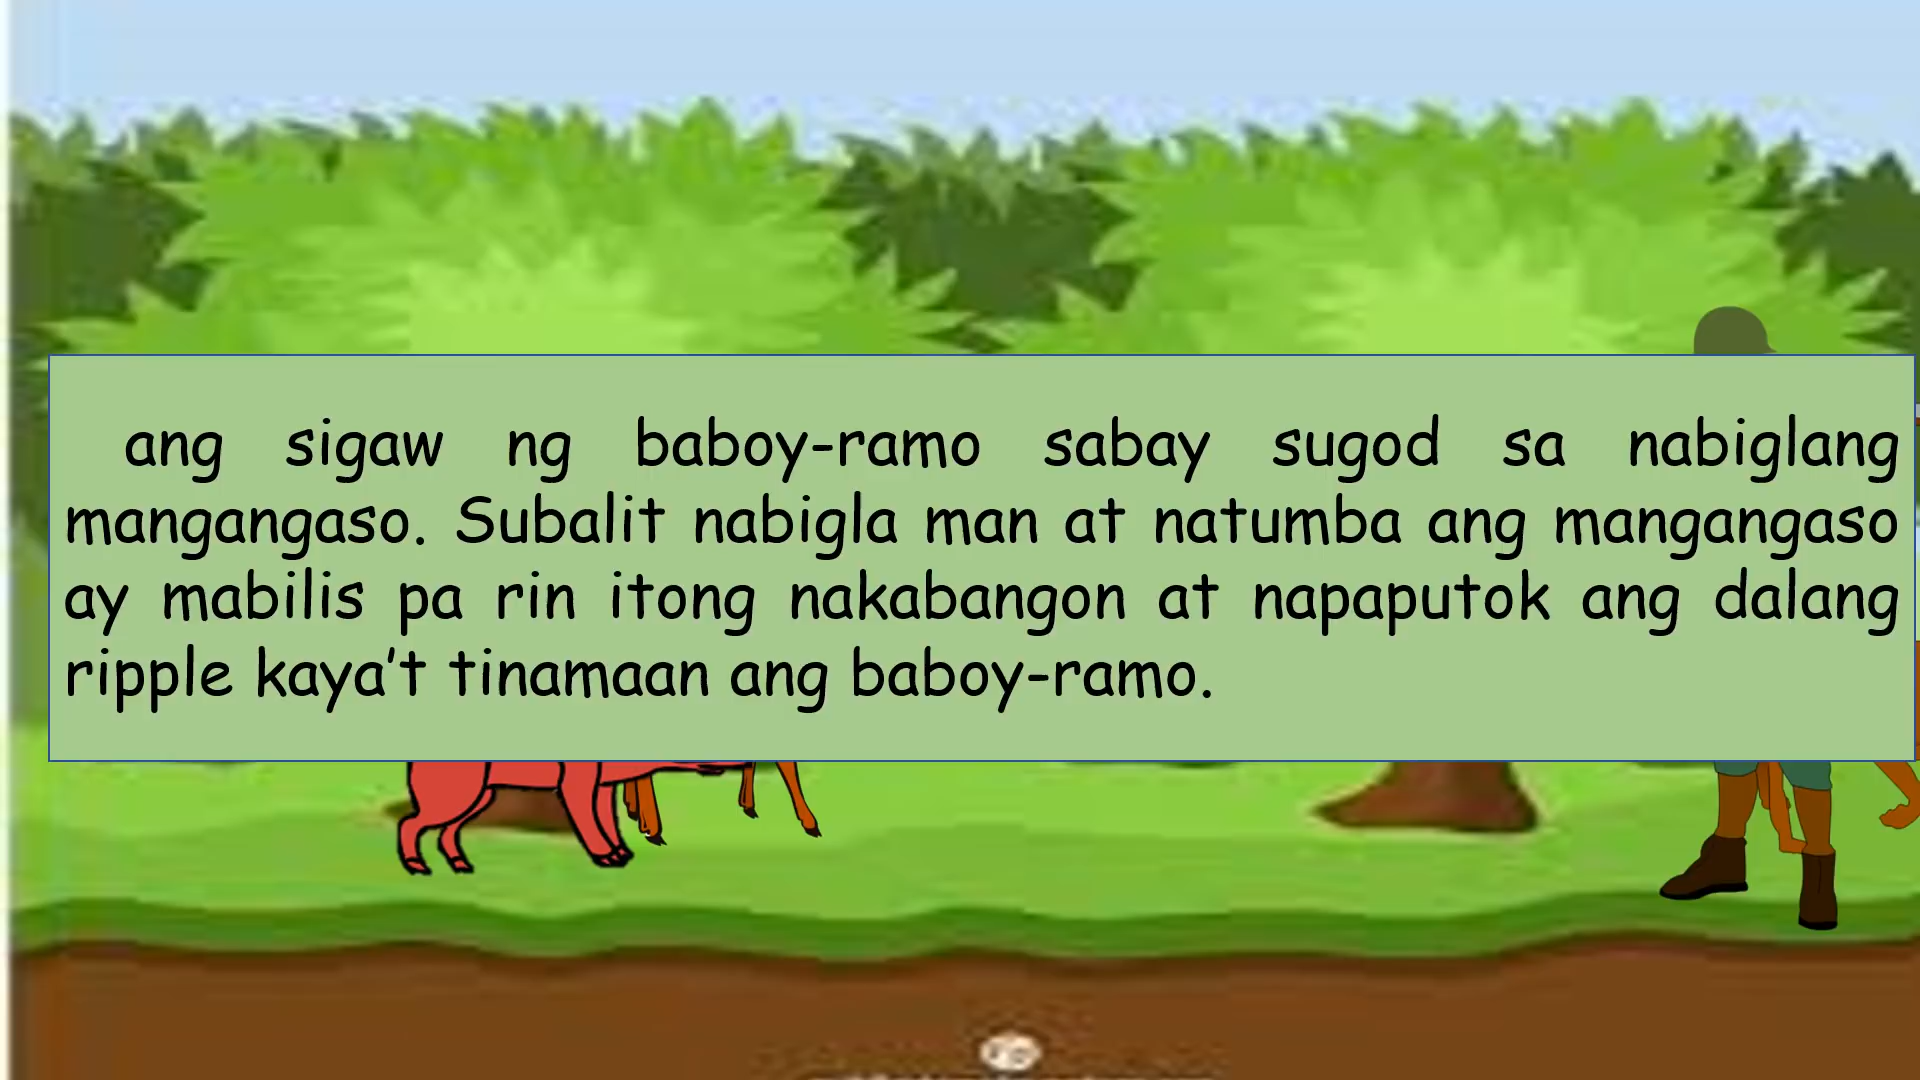 ang sigaw ng baboy-ramo sabay sugod sa nabiglang
mangangaso. Subalit nabigla man at natumba ang mangangaso
ay mabilis pa rin itong nakabangon at napaputok ang dalang
ripple kaya't tinamaan ang baboy-ramo.